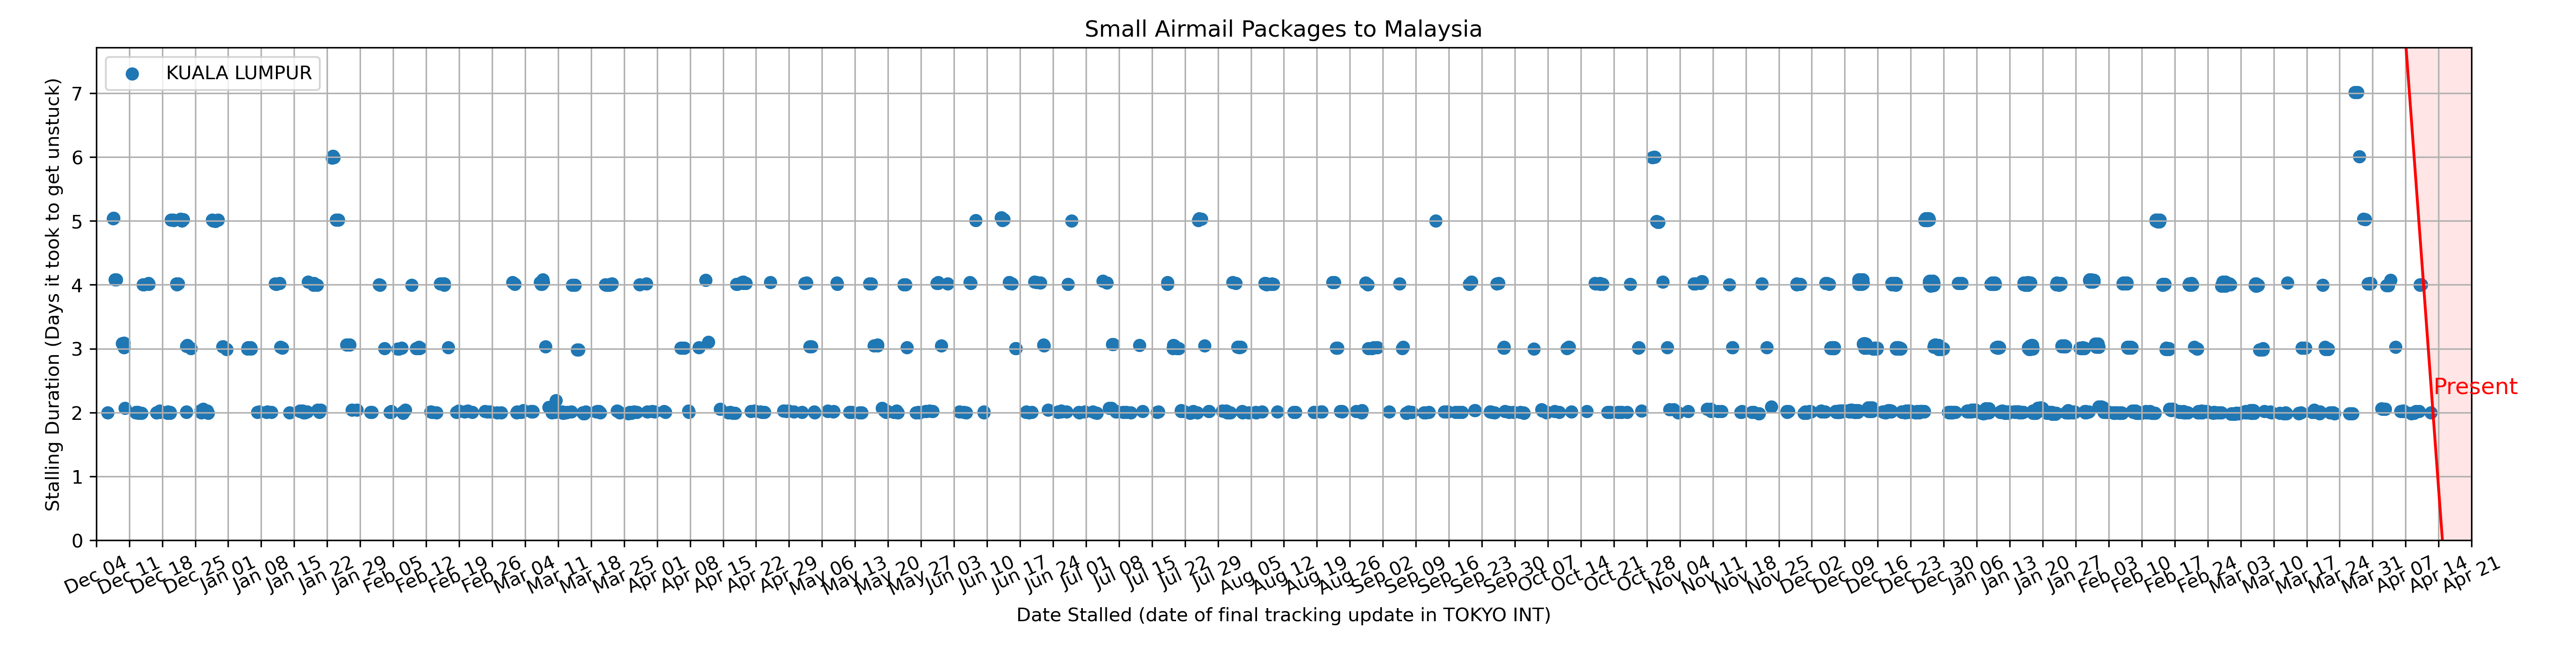 Small Airmail Packages to Malaysia
KUALA LUMPUR
Stalling Duration (Days it took to get unstuck)
7
6
5
4
3
2
1
0
Present
Dec 04 Dec 11 Dec 18 Dec 25 Jan 01 Jan 08 Jan 15 Jan 22 Jan 29 Feb 05 Feb 12 Feb 19 Feb 26 Mar 04 Mar 11 Mar 18 Mar 25 Apr 01 Apr 08 Apr 15 Apr 22 Apr 29 May 06 May 13 May 20 May 27 Jun 03 Jun 10 Jun 17 Jun 24 Jul 01 Jul 08 Jul 15 Jul 22 Jul 29 Aug 05 Aug 12 Aug 19 Aug 26 Sep 02 Sep 09 Sep 16 Sep 23 Sep 30 Oct 07 Oct 14 Oct 21 Oct 28 Nov 04 Nov 11 Nov 18 Nov 25 Dec 02 Dec 09 Dec 16 Dec 23 Dec 30 Jan 06 Jan 13 Jan 20 Jan 27 Feb 03 Feb 10 Feb 17 Feb 24 Mar 03 Mar 10 Mar 17 Mar 24 Mar 31 Apr 07 Apr 14 Apr 21
Date Stalled (date of final tracking update in TOKYO INT)